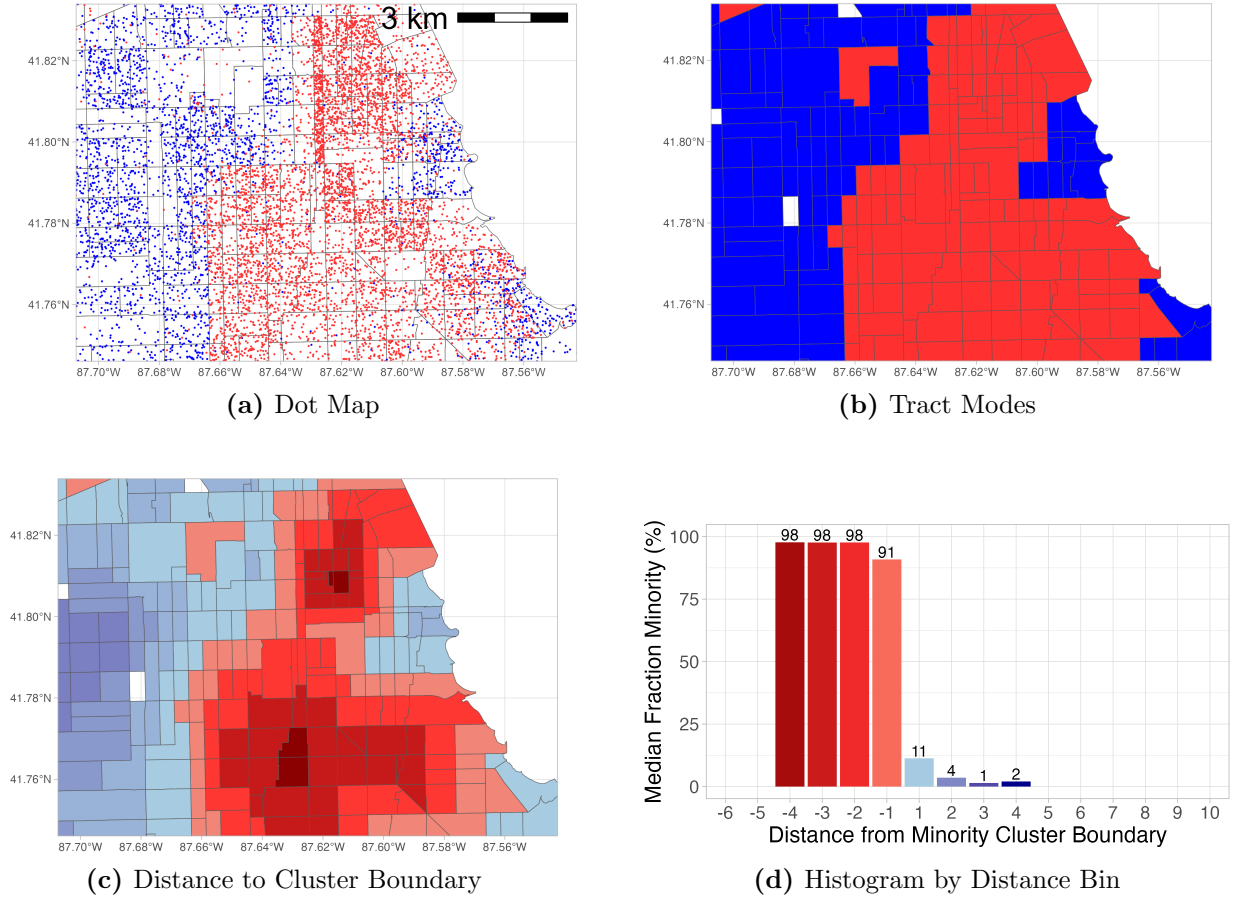 3 km
41.82°N
41.80°N
41.78°N
41.76°N
87.70°W 87.68°W 87.66°W 87.64°W 87.62°W 87.60°W 87.58°W 87.56°W
(a) Dot Map
41.82°N
41.80°N
41.78°N
41.76°N
87.70°W 87.68°W 87.66°W 87.64°W 87.62°W 87.60°W 87.58°W 87.56°W
(b) Tract Modes
41.82°N
41.80°N
41.78°N
41.76°N
87.70°W 87.68°W 87.66°W 87.64°W 87.62°W 87.60°W 87.58°W 87.56°W
(c) Distance to Cluster Boundary
Median Fraction Minority (%)
100
75
50
25
0
98 98 98 91 11 4 1 2
-6 -5 -4 -3 -2 -1 1 2 3 4 5 6 7 8 9 10
Distance from Minority Cluster Boundary
(d) Histogram by Distance Bin